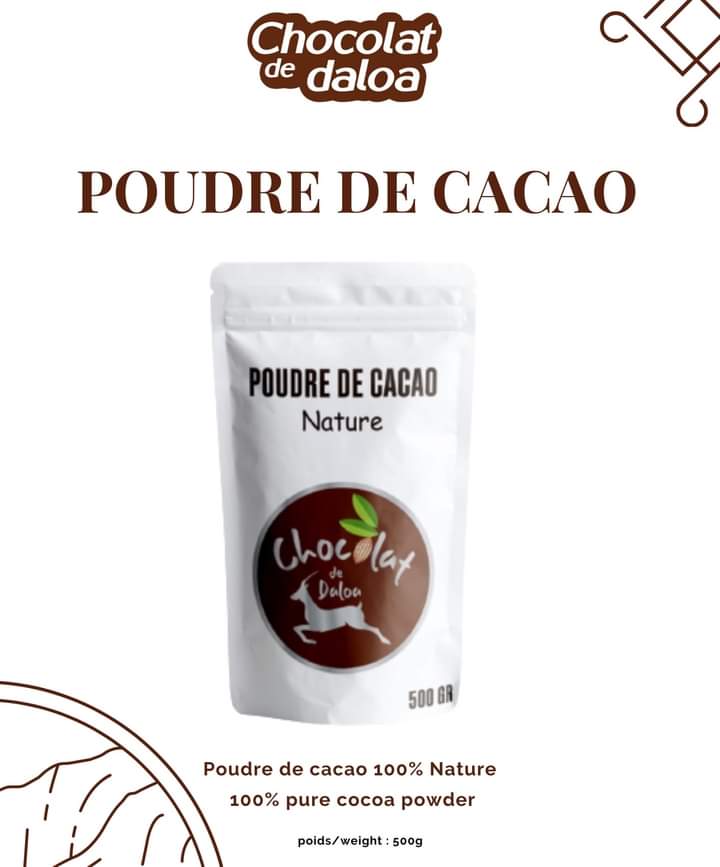 Chocolat
de daloa
POUDRE DE CACAO
POUDRE DE CACAO
Nature
Chocolat
de
Daloa
500 GR
Poudre de cacao 100% Nature
100% pure cocoa powder
poids/weight : 500g